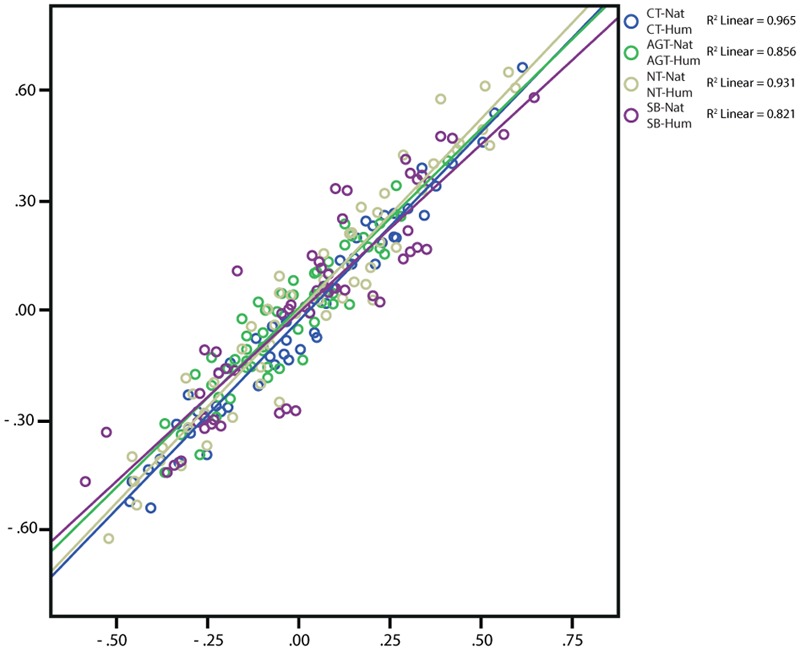 CT-Nat
CT-Hum
R² Linear = 0.965
AGT-Nat
AGT-Hum
R² Linear = 0.856
NT-Nat
NT-Hum
R² Linear = 0.931
SB-Nat
SB-Hum
R² Linear = 0.821
.60
.30
.00
- .30
- .60
- .50
- .25
.00
.25
.50
.75